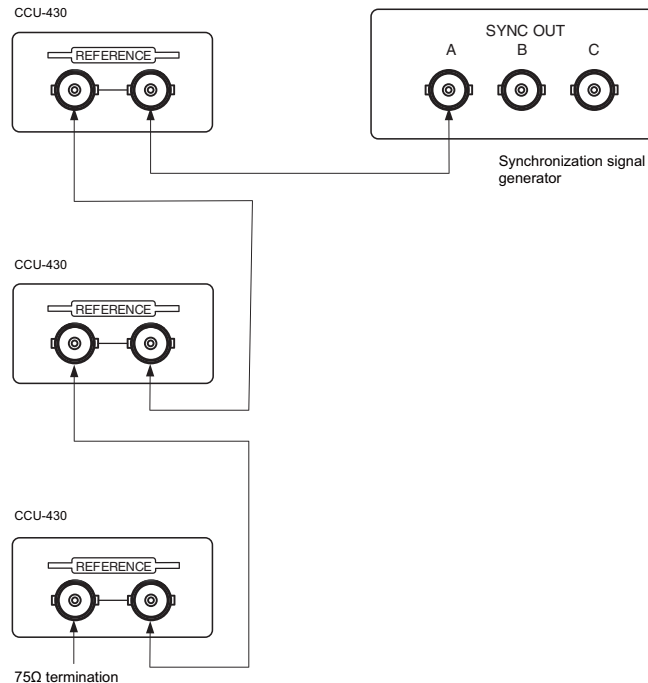 CCU-430
REFERENCE
SYNC OUT
A B C
Synchronization signal
generator
CCU-430
REFERENCE
CCU-430
REFERENCE
75Ω termination